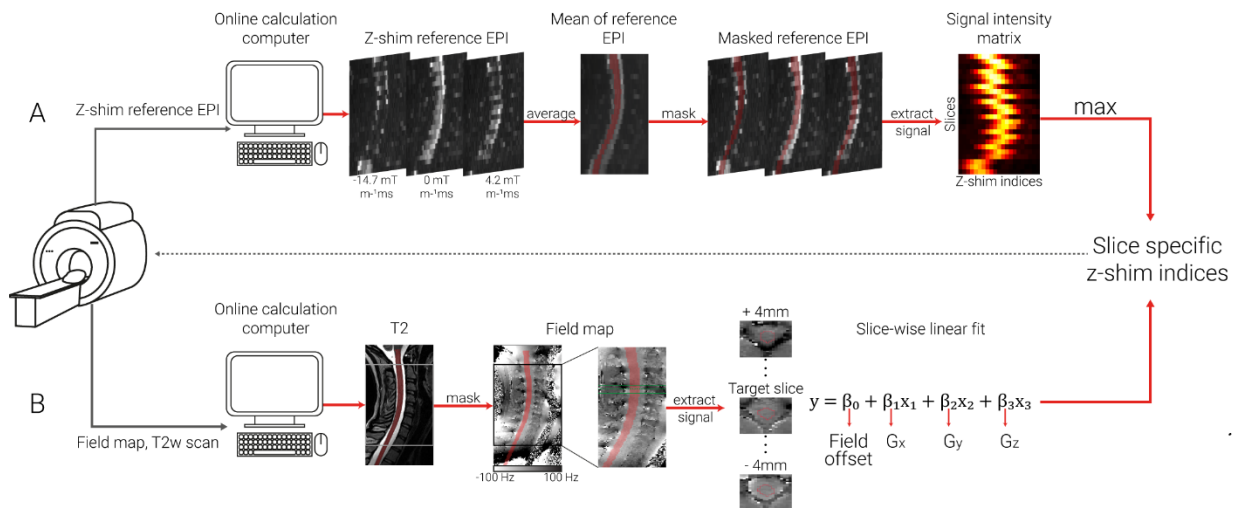 A
Z-shim reference EPI
Online calculation
computer
Z-shim reference EPI
-14.7 mT
m⁻¹ms
0 mT
m⁻¹ms
4.2 mT
m⁻¹ms
average
Mean of reference
EPI
mask
Masked reference EPI
extract
signal
Signal intensity
matrix
Slices
Z-shim indices
max
Slice specific
z-shim indices
B
Field map, T2w scan
Online calculation
computer
T2
mask
Field map
-100 Hz
100 Hz
extract
signal
+ 4mm
Target slice
- 4mm
Slice-wise linear fit
y = β₀ + β₁x₁ + β₂x₂ + β₃x₃
Field
offset
Gx
Gy
Gz
.